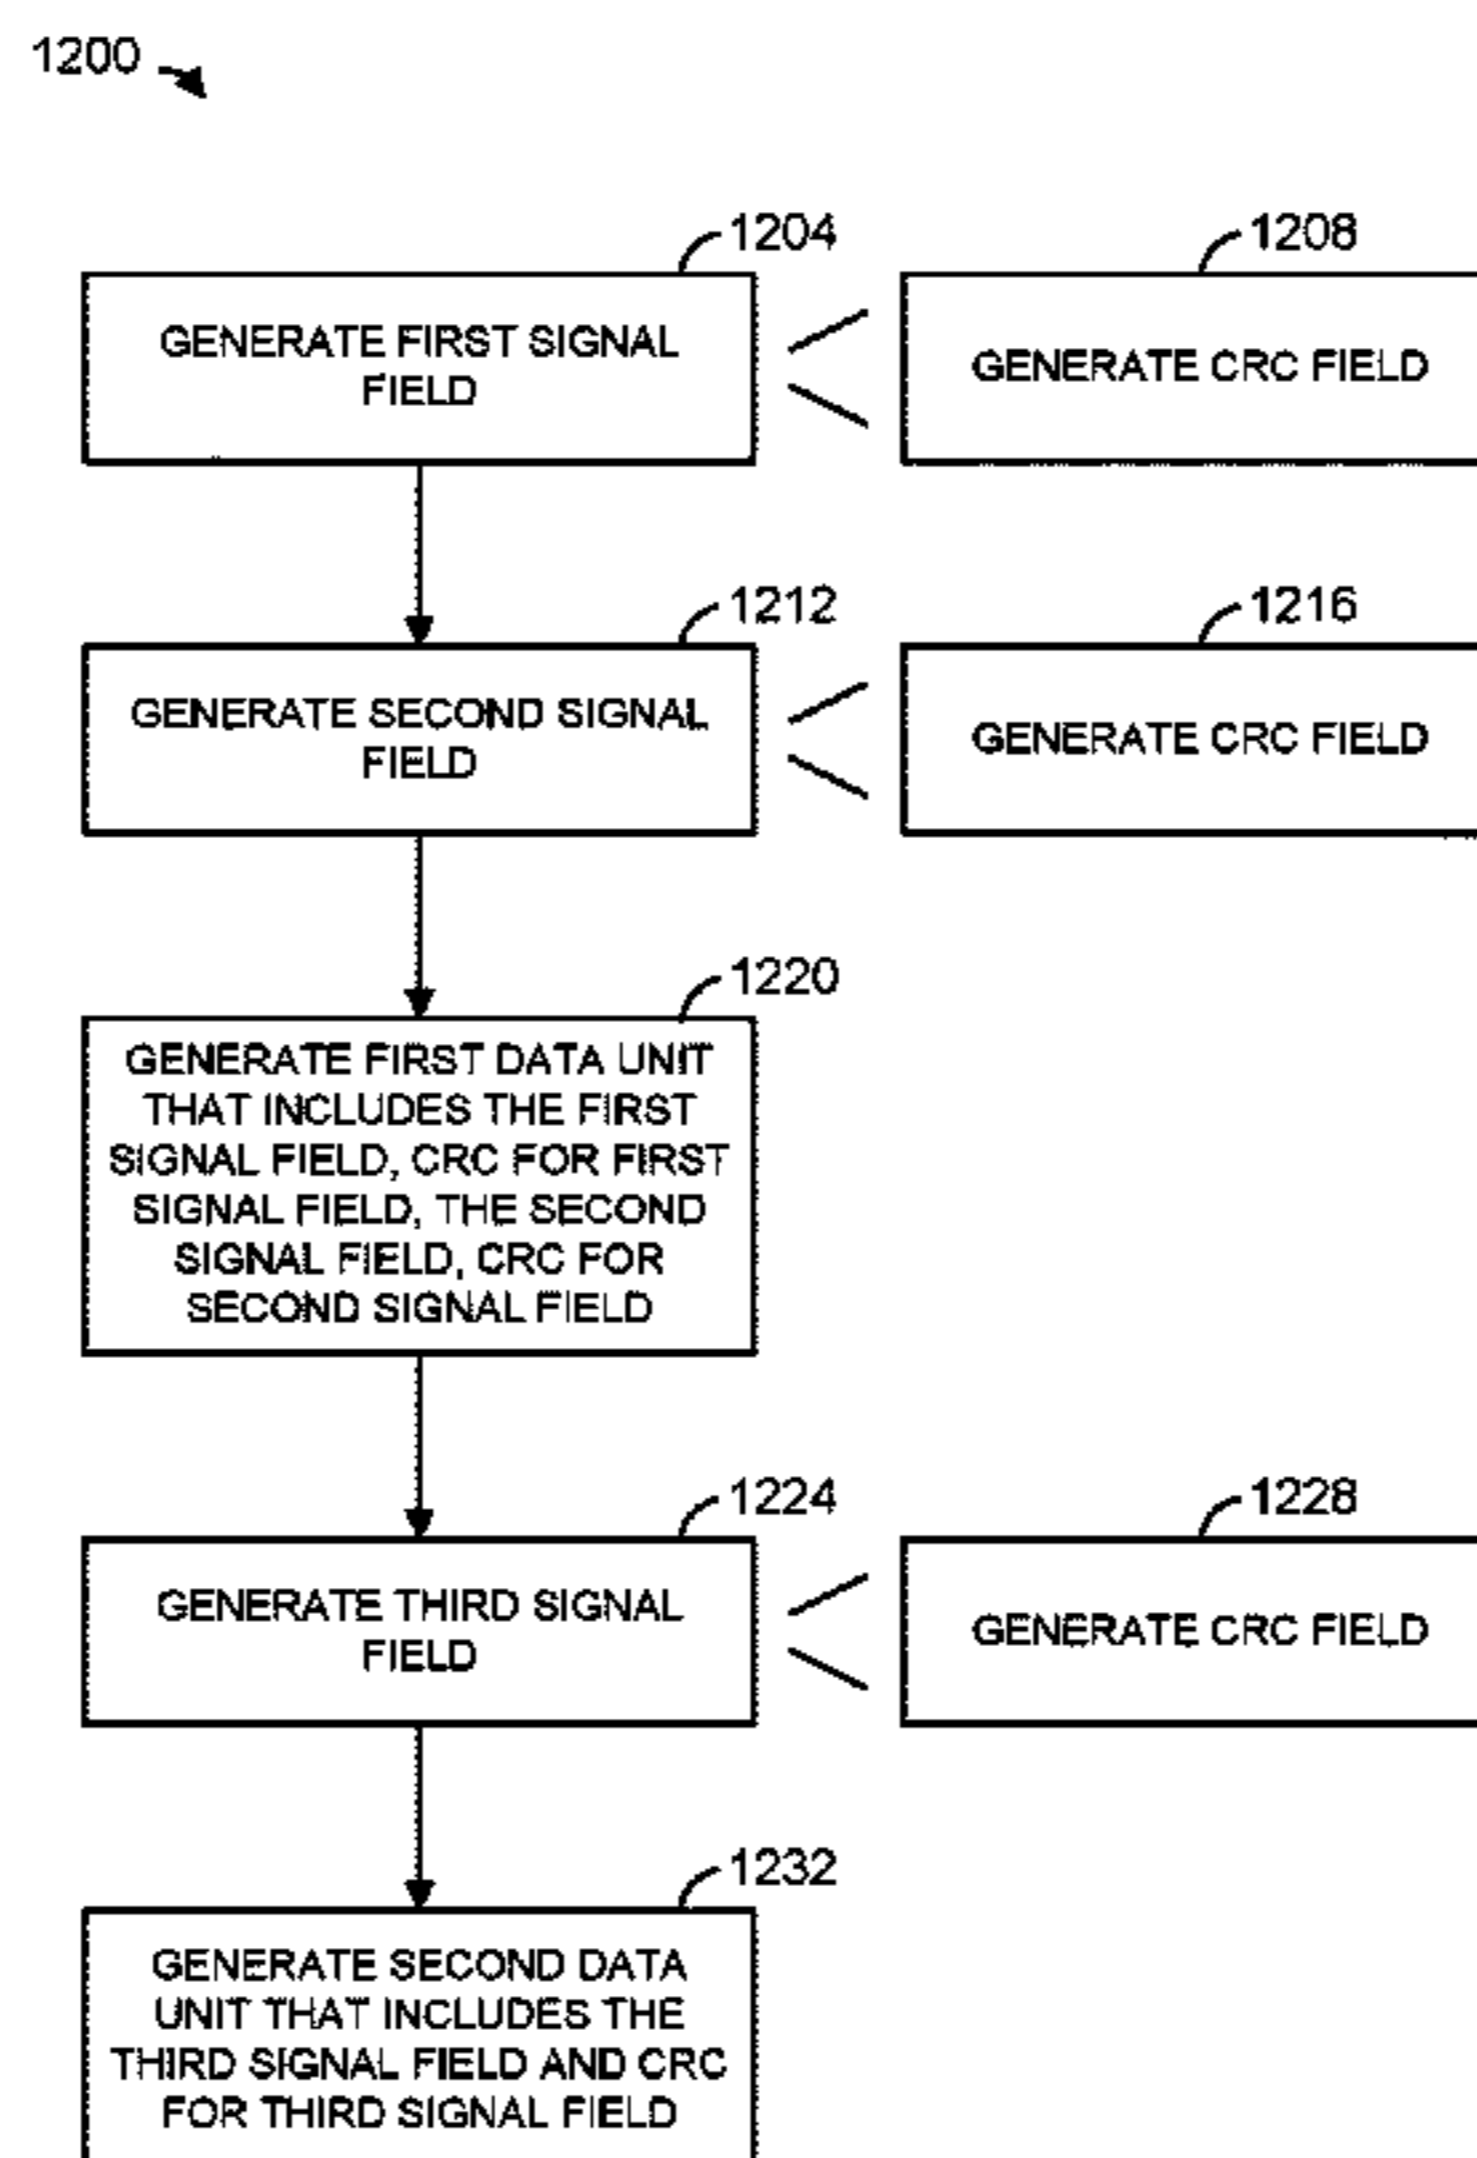 1200
1204
1208
GENERATE FIRST SIGNAL
FIELD
GENERATE CRC FIELD
1212
1216
GENERATE SECOND SIGNAL
FIELD
GENERATE CRC FIELD
1220
GENERATE FIRST DATA UNIT
THAT INCLUDES THE FIRST
SIGNAL FIELD, CRC FOR FIRST
SIGNAL FIELD, THE SECOND
SIGNAL FIELD, CRC FOR
SECOND SIGNAL FIELD
1224
1228
GENERATE THIRD SIGNAL
FIELD
GENERATE CRC FIELD
1232
GENERATE SECOND DATA
UNIT THAT INCLUDES THE
THIRD SIGNAL FIELD AND CRC
FOR THIRD SIGNAL FIELD